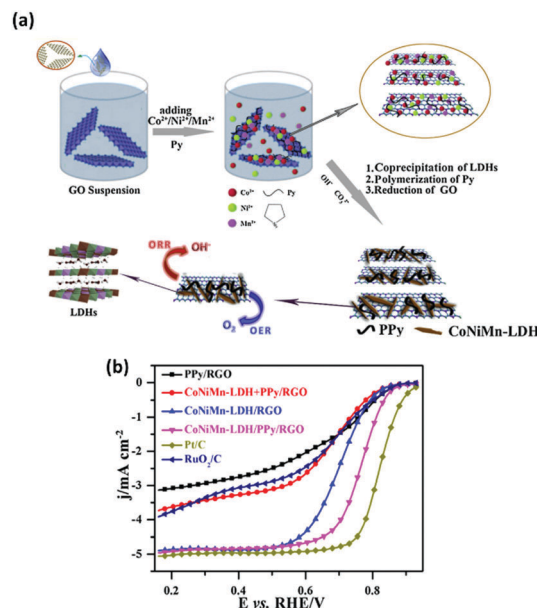 (a)
adding
Co²⁺/Ni²⁺/Mn²⁺
Py
GO Suspension
Co³⁺
Py
Ni²⁺
Mn²⁺
OH⁻ CO₃²⁻
1.Coprecipitation of LDHs
2.Polymerization of Py
3.Reduction of GO
ORR
OH⁻
O₂
OER
LDHs
PPy
CoNiMn-LDH
(b)
PPy/RGO
CoNiMn-LDH+PPy/RGO
CoNiMn-LDH/RGO
CoNiMn-LDH/PPy/RGO
Pt/C
RuO₂/C
j/mA cm⁻²
0
-1
-2
-3
-4
-5
0.2
0.4
0.6
0.8
E vs. RHE/V